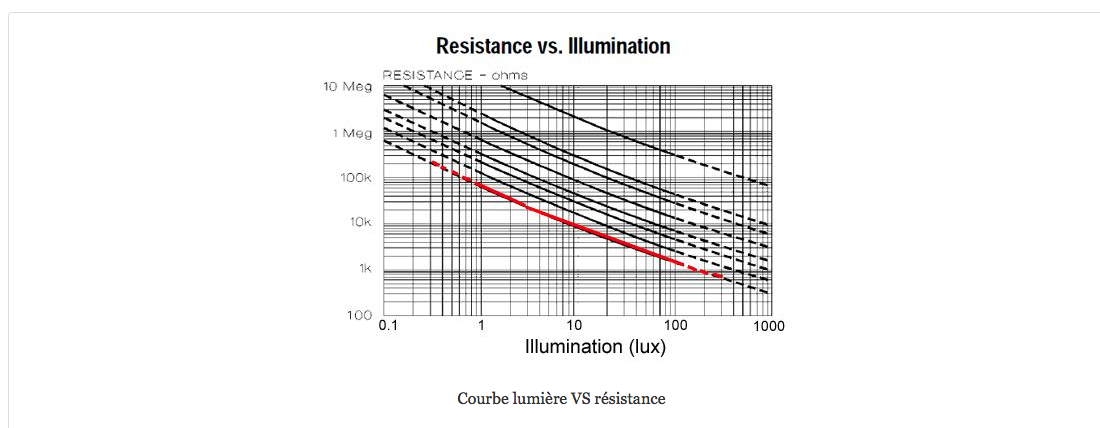 Resistance vs. Illumination
RESISTANCE - ohms
10 Meg
1 Meg
100k
10k
1k
100
0.1 1 10 100 1000
Illumination (lux)
Courbe lumière VS résistance